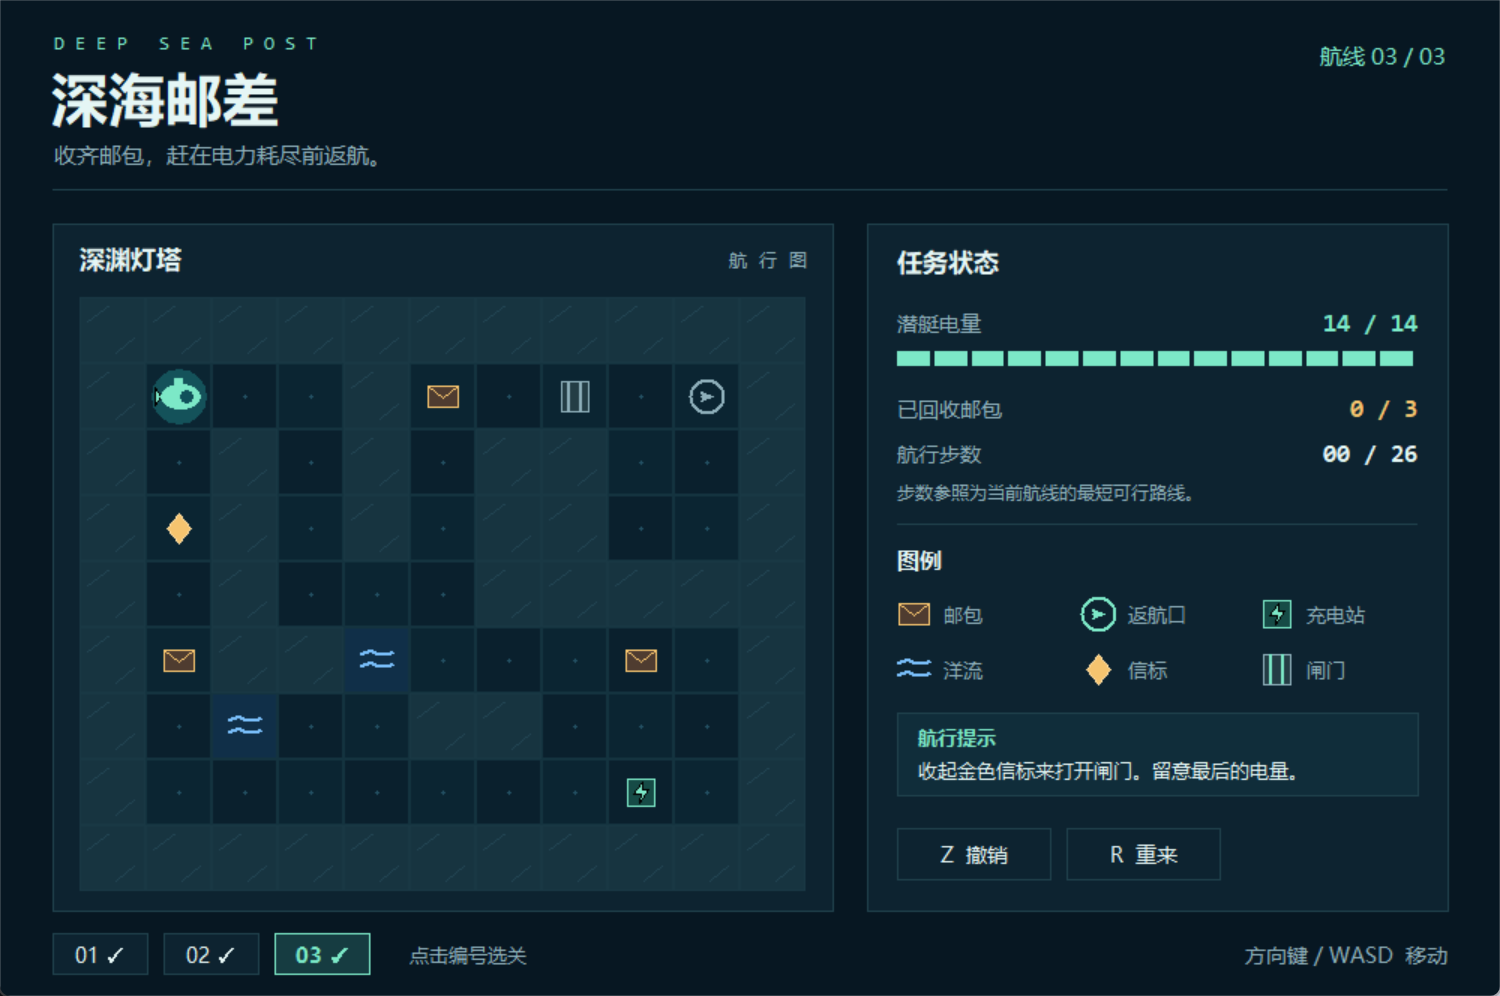 DEEP SEA POST
深海邮差
收齐邮包，赶在电力耗尽前返航。
航线 03 / 03
深渊灯塔
航行图
任务状态
潜艇电量 14 / 14
已回收邮包 0 / 3
航行步数 00 / 26
步数参照为当前航线的最短可行路线。
图例
邮包 返航口 充电站
洋流 信标 闸门
航行提示
收起金色信标来打开闸门。留意最后的电量。
Z 撤销 R 重来
01 ✓ 02 ✓ 03 ✓ 点击编号选关
方向键 / WASD 移动